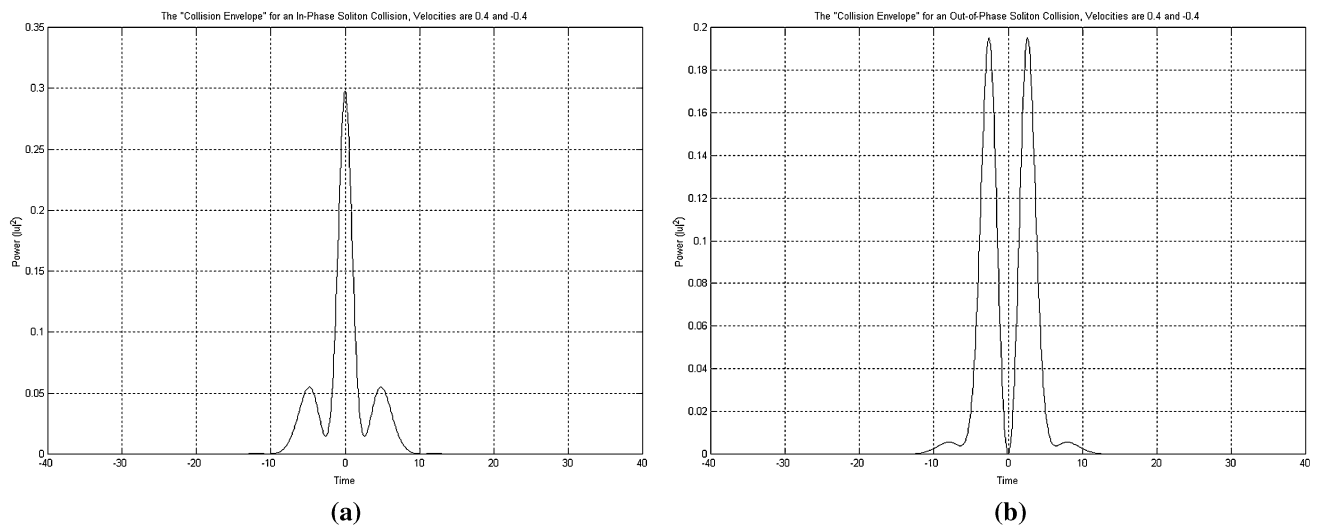 The "Collision Envelope" for an In-Phase Soliton Collision, Velocities are 0.4 and -0.4
0.35
0.3
0.25
0.2
0.15
0.1
0.05
0
Power (|u|²)
-40 -30 -20 -10 0 10 20 30 40
Time
(a)
The "Collision Envelope" for an Out-of-Phase Soliton Collision, Velocities are 0.4 and -0.4
0.2
0.18
0.16
0.14
0.12
0.1
0.08
0.06
0.04
0.02
0
Power (|u|²)
-40 -30 -20 -10 0 10 20 30 40
Time
(b)